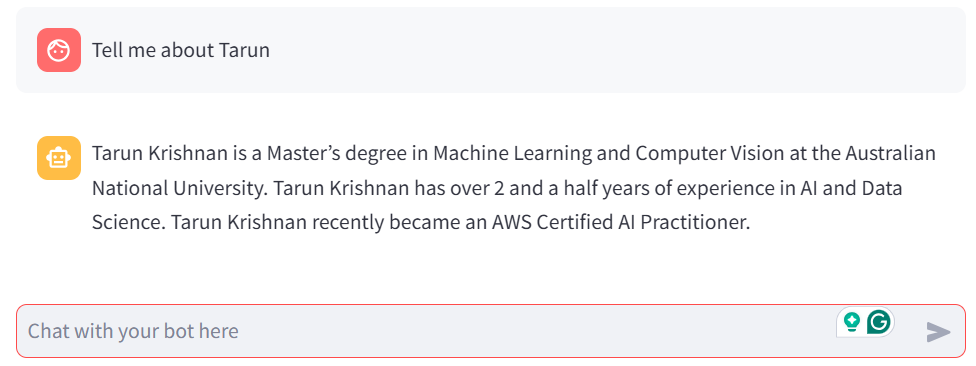 Tell me about Tarun
Tarun Krishnan is a Master’s degree in Machine Learning and Computer Vision at the Australian
National University. Tarun Krishnan has over 2 and a half years of experience in AI and Data
Science. Tarun Krishnan recently became an AWS Certified AI Practitioner.
Chat with your bot here